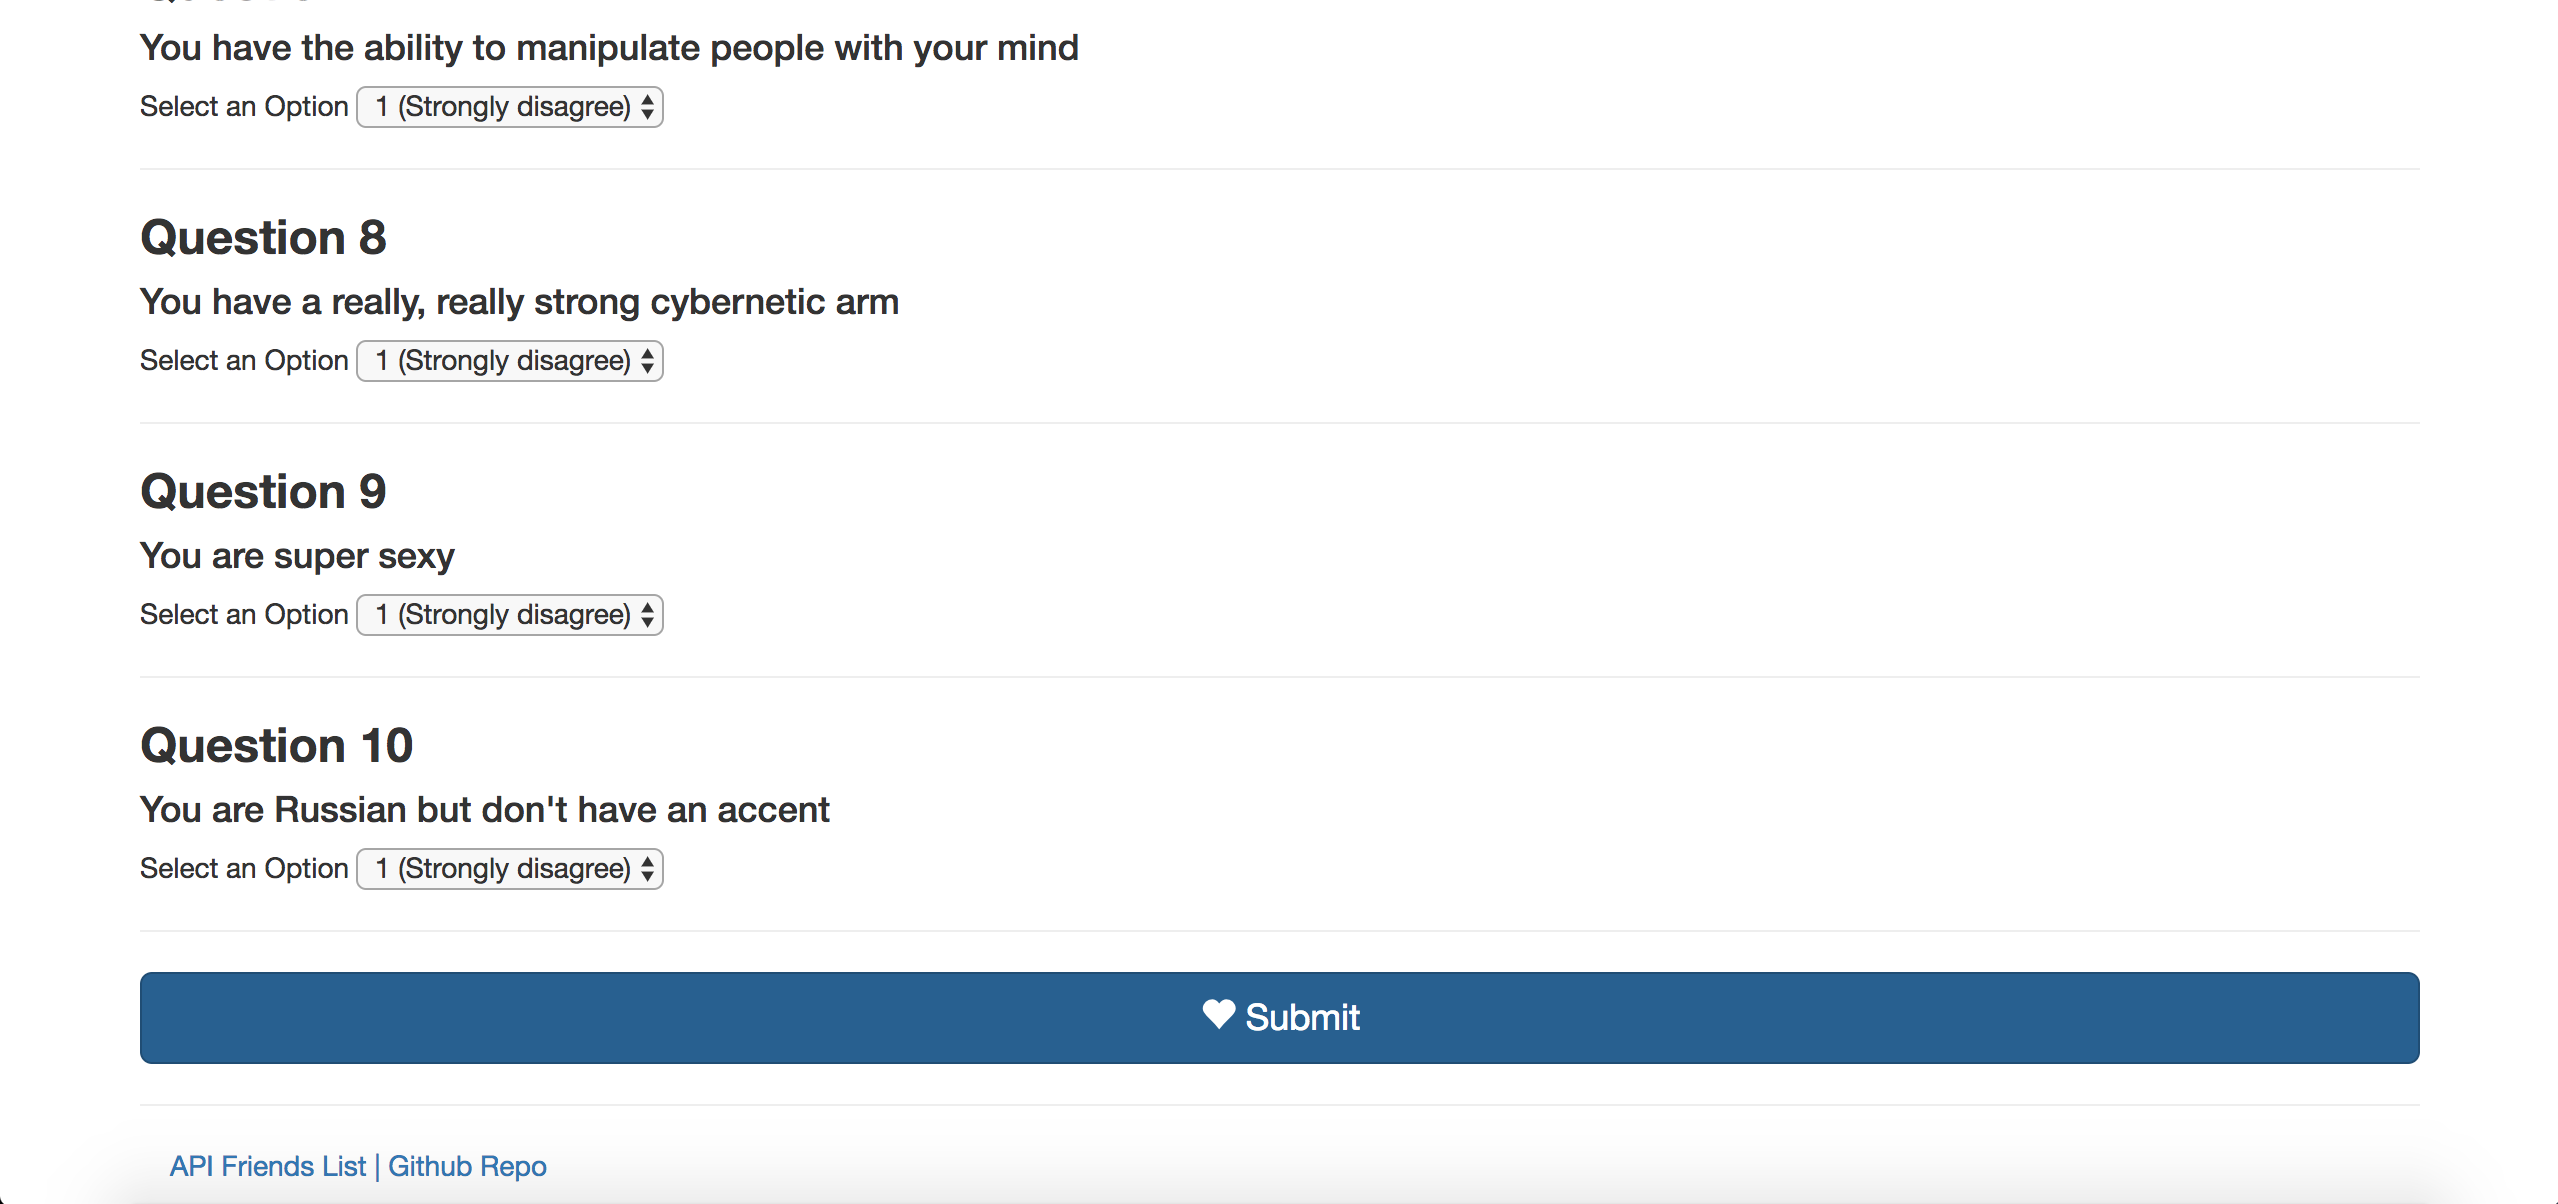 You have the ability to manipulate people with your mind
Select an Option 1 (Strongly disagree)
Question 8
You have a really, really strong cybernetic arm
Select an Option 1 (Strongly disagree)
Question 9
You are super sexy
Select an Option 1 (Strongly disagree)
Question 10
You are Russian but don't have an accent
Select an Option 1 (Strongly disagree)
Submit
API Friends List | Github Repo